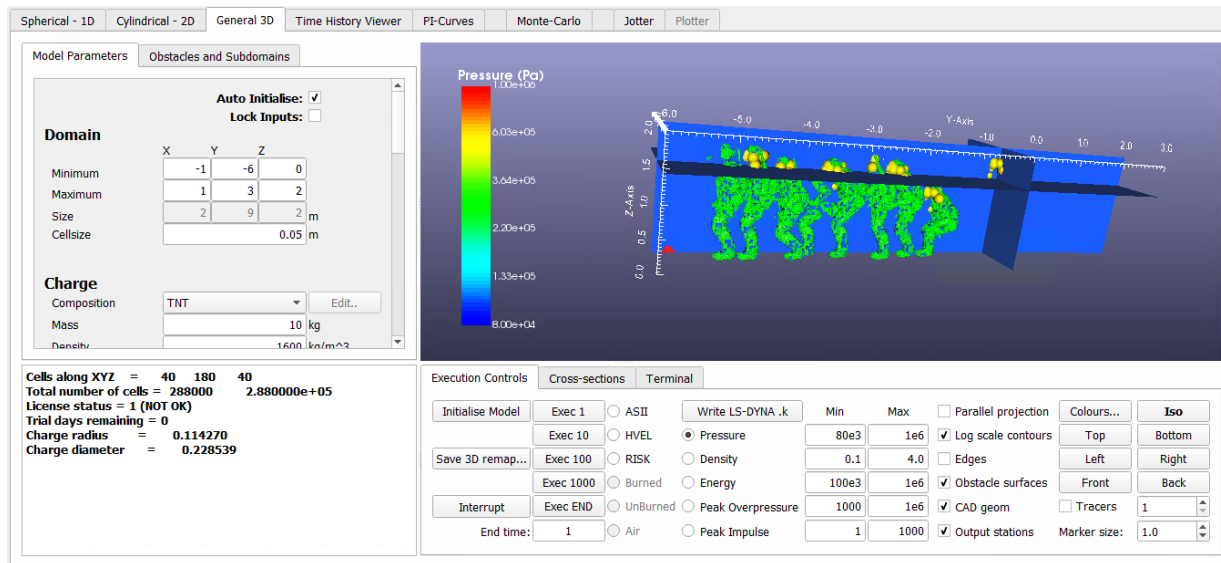 Spherical - 1D Cylindrical - 2D General 3D Time History Viewer PI-Curves Monte-Carlo Jotter Plotter
Model Parameters Obstacles and Subdomains
Auto Initialise:
Lock Inputs:
Domain
X Y Z
Minimum -1 -6 0
Maximum 1 3 2
Size 2 9 2 m
Cellsize 0.05 m
Charge
Composition TNT Edit..
Mass 10 kg
Density 1600 kg/m^3
Pressure (Pa)
1.00e+06
6.03e+05
3.64e+05
2.20e+05
1.33e+05
8.00e+04
-6.0 -5.0 -4.0 -3.0 -2.0 -1.0 0.0 1.0 2.0 3.0
Y-Axis
2.0
1.5
1.0
0.5
0.0
Z-Axis
Cells along XYZ = 40 180 40
Total number of cells = 288000 2.880000e+05
License status = 1 (NOT OK)
Trial days remaining = 0
Charge radius = 0.114270
Charge diameter = 0.228539
Execution Controls Cross-sections Terminal
Initialise Model Exec 1 ASII Write LS-DYNA .k Min Max Parallel projection Colours... Iso
Exec 10 HVEL Pressure 80e3 1e6 Log scale contours Top Bottom
Save 3D remap... Exec 100 RISK Density 0.1 4.0 Edges Left Right
Exec 1000 Burned Energy 100e3 1e6 Obstacle surfaces Front Back
Interrupt Exec END UnBurned Peak Overpressure 1000 1e6 CAD geom Tracers 1
End time: 1 Air Peak Impulse 1 1000 Output stations Marker size: 1.0